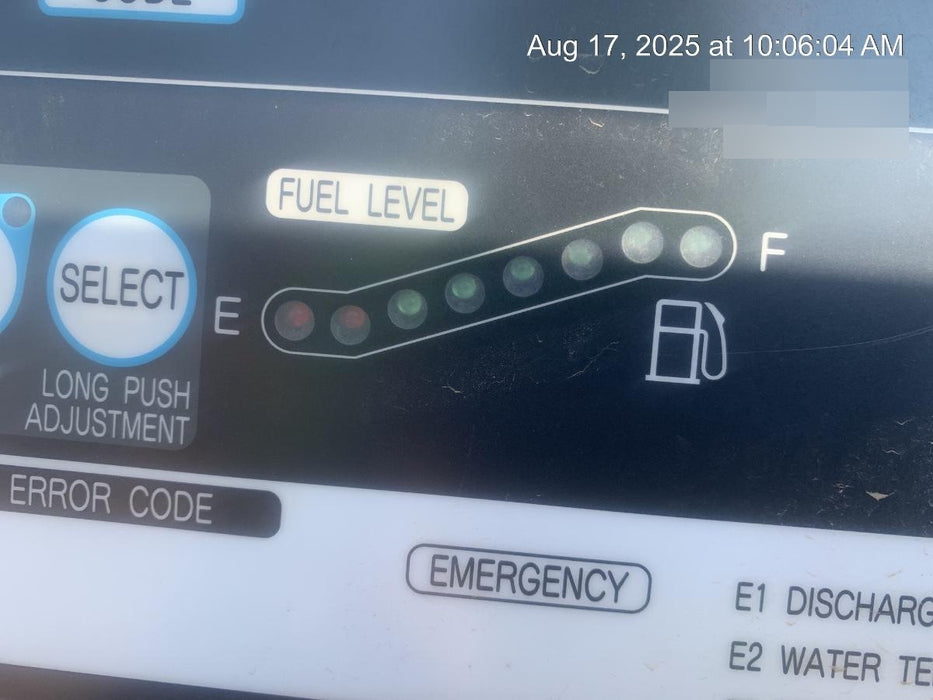 Aug 17, 2025 at 10:06:04 AM
FUEL LEVEL
SELECT
E
F
LONG PUSH
ADJUSTMENT
ERROR CODE
EMERGENCY
E1 DISCHARG
E2 WATER TE